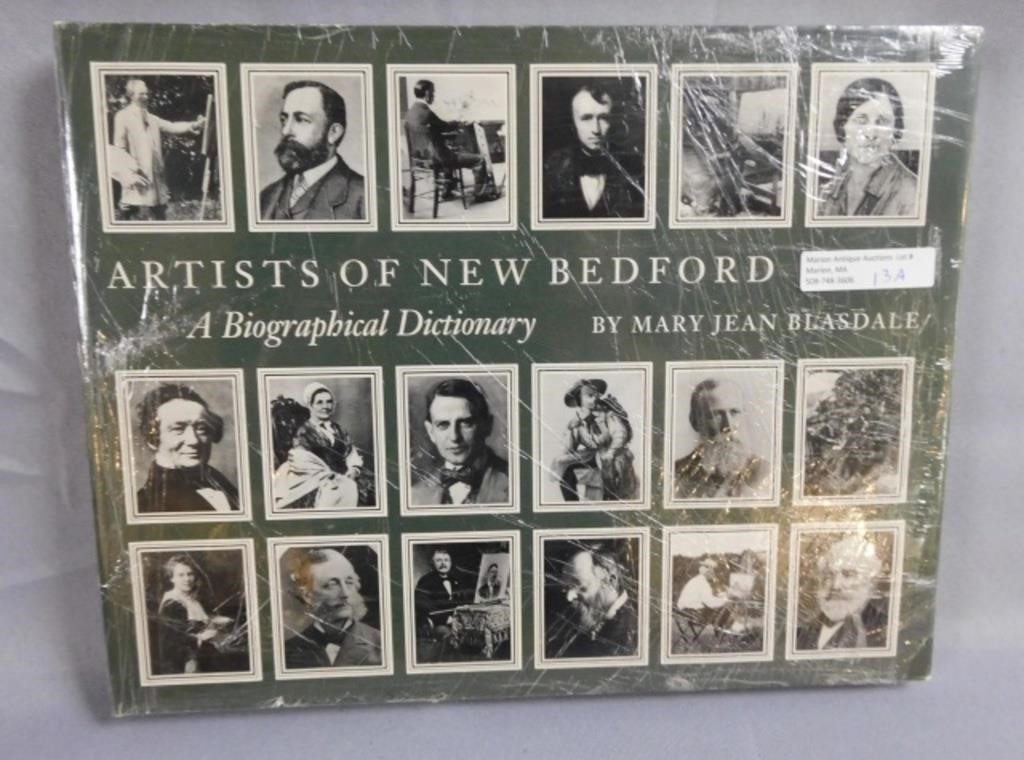 ARTISTS OF NEW BEDFORD
Marion Antique Auctions Lot #
Marion, MA
508-748-3606
13A
A Biographical Dictionary
BY MARY JEAN BLASDALE